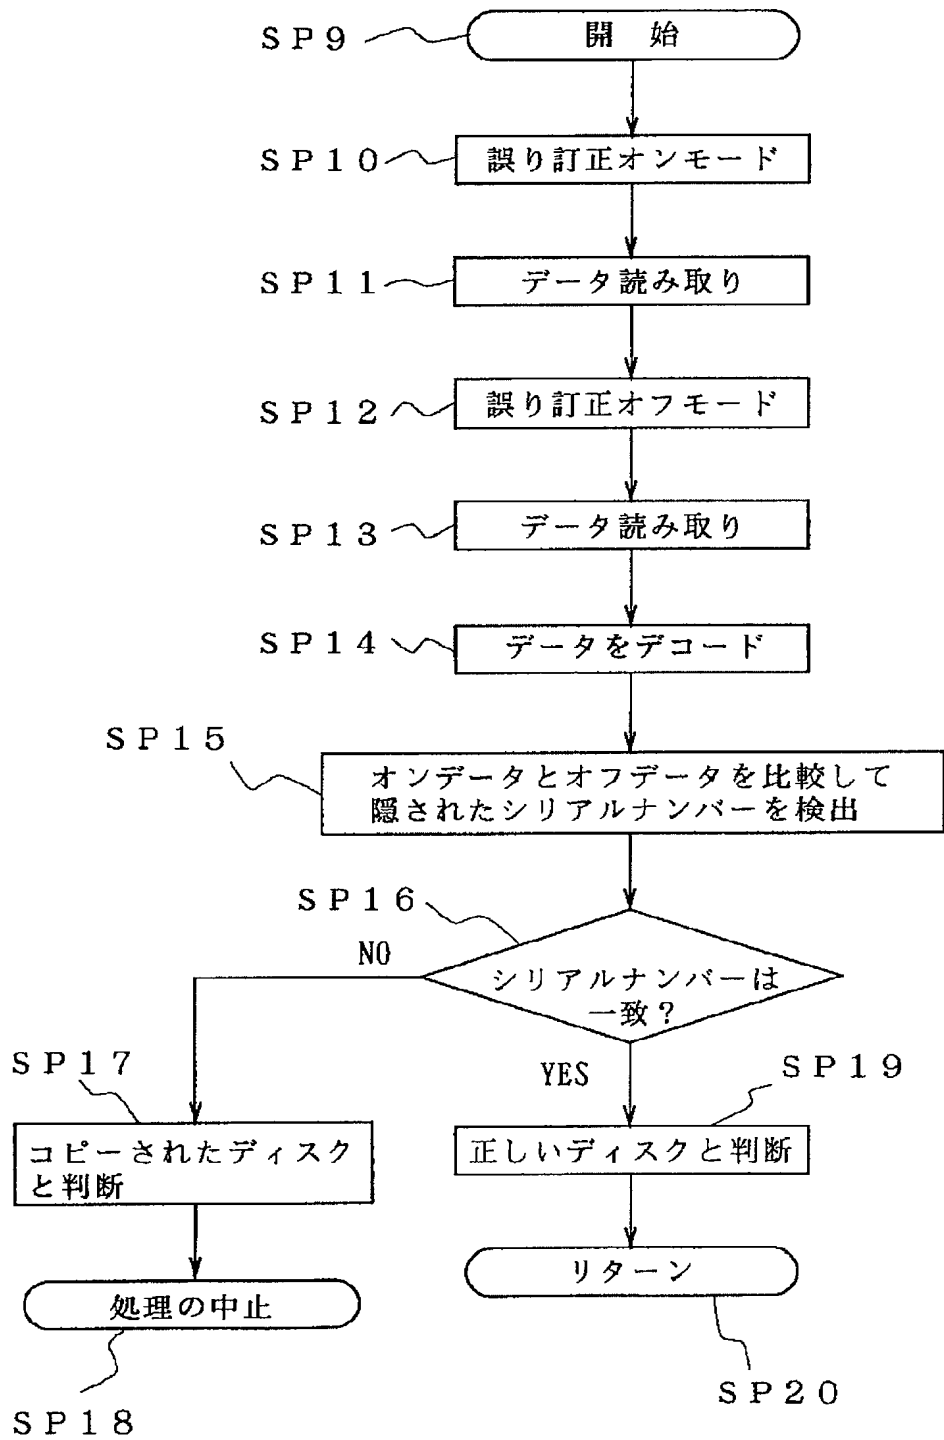 SP9
開 始
SP10
誤り訂正オンモード
SP11
データ読み取り
SP12
誤り訂正オフモード
SP13
データ読み取り
SP14
データをデコード
SP15
オンデータとオフデータを比較して
隠されたシリアルナンバーを検出
SP16
NO
シリアルナンバーは
一致?
YES
SP17
SP19
コピーされたディスク
と判断
正しいディスクと判断
リターン
処理の中止
SP20
SP18